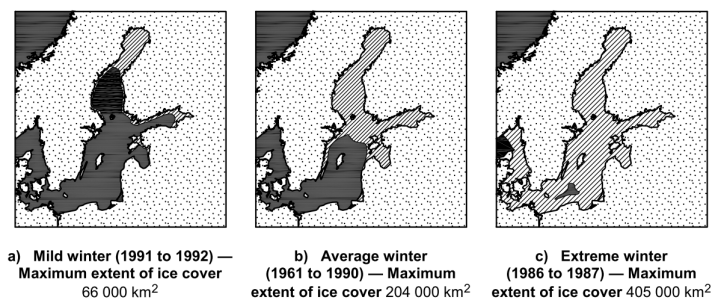 a) Mild winter (1991 to 1992) —
Maximum extent of ice cover
66 000 km²
b) Average winter
(1961 to 1990) — Maximum
extent of ice cover 204 000 km²
c) Extreme winter
(1986 to 1987) — Maximum
extent of ice cover 405 000 km²